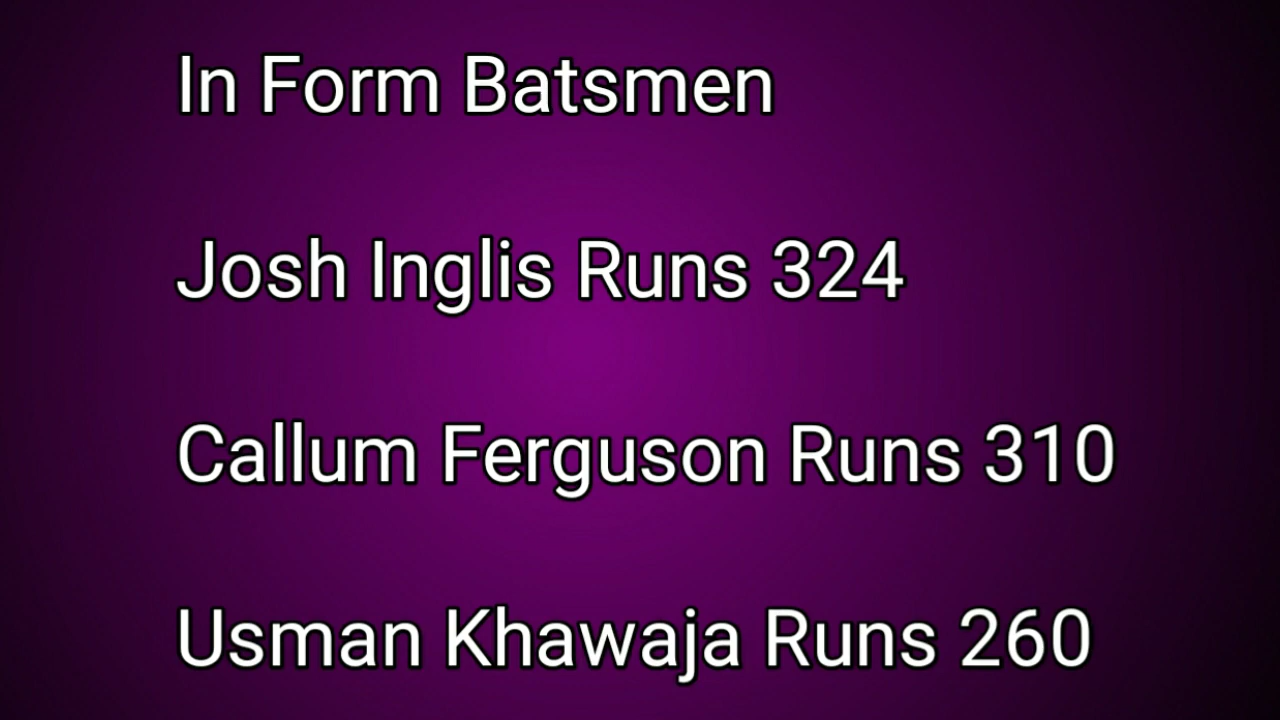 In Form Batsmen
Josh Inglis Runs 324
Callum Ferguson Runs 310
Usman Khawaja Runs 260